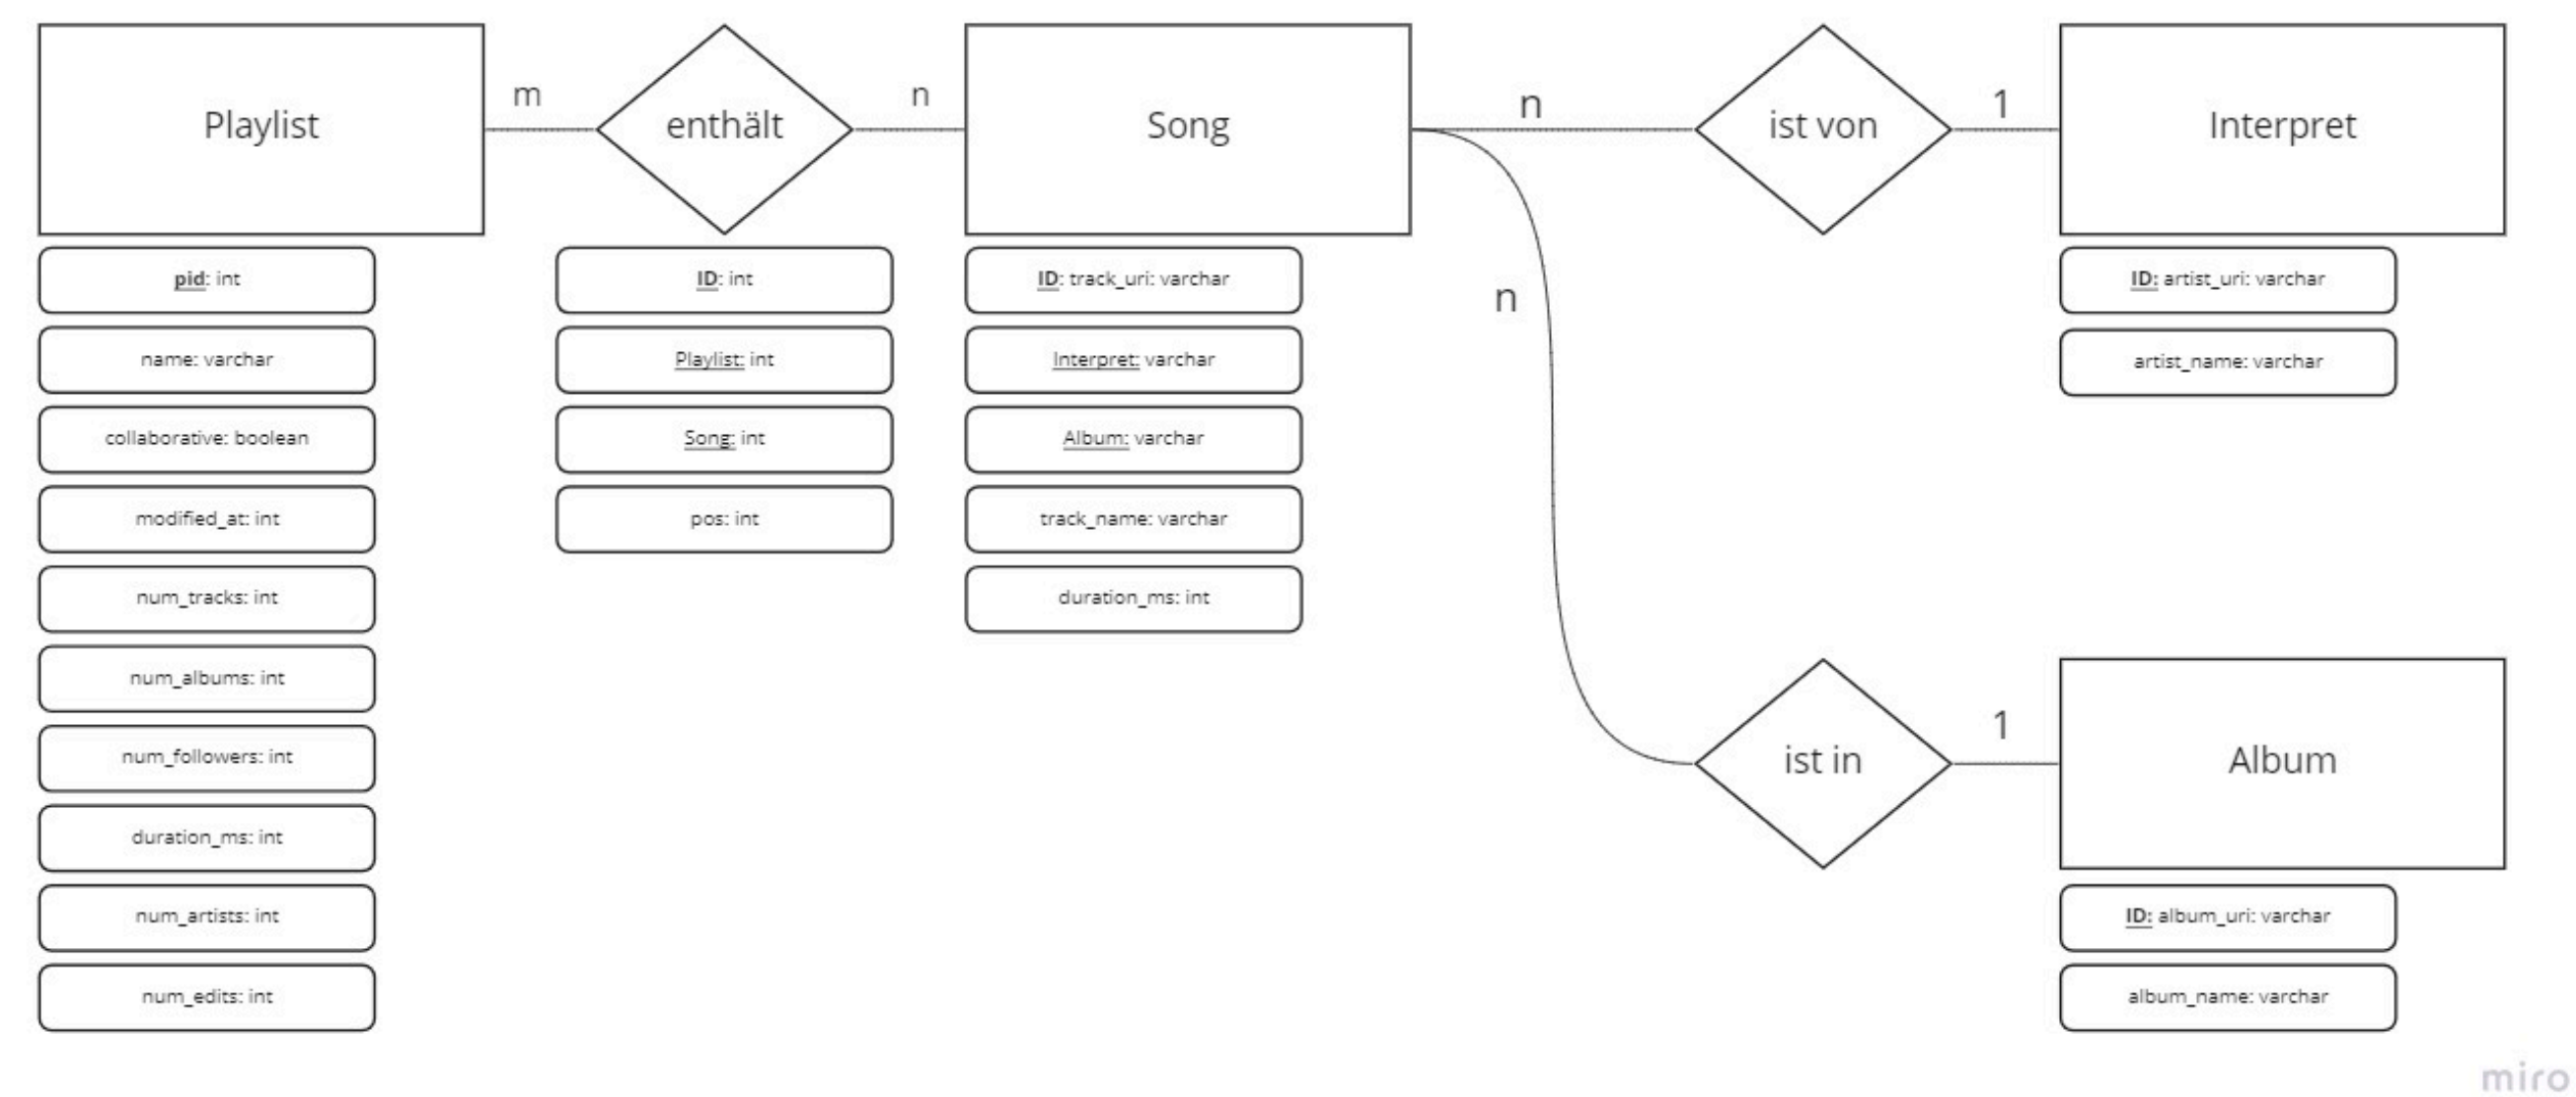 Playlist
m
enthält
n
Song
n
ist von
1
Interpret
pid: int
name: varchar
collaborative: boolean
modified_at: int
num_tracks: int
num_albums: int
num_followers: int
duration_ms: int
num_artists: int
num_edits: int
ID: int
Playlist: int
Song: int
pos: int
ID: track_uri: varchar
Interpret: varchar
Album: varchar
track_name: varchar
duration_ms: int
n
ID: artist_uri: varchar
artist_name: varchar
ist in
1
Album
ID: album_uri: varchar
album_name: varchar
miro